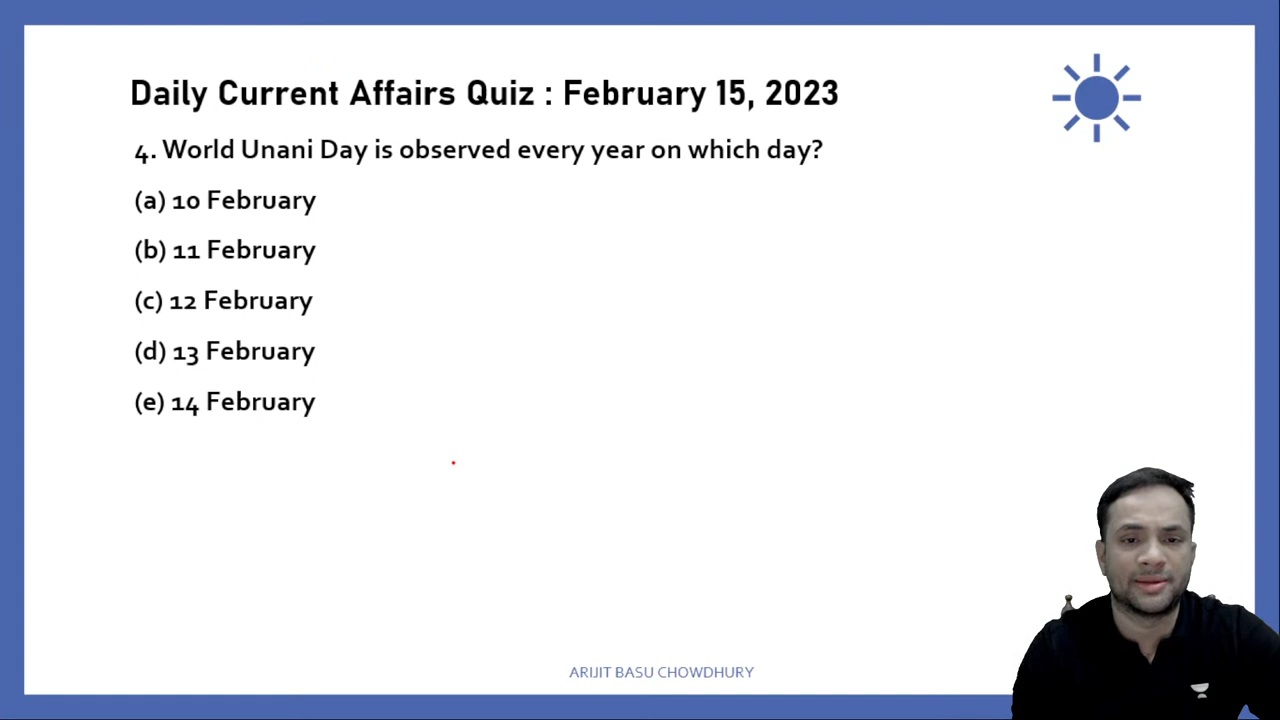 Daily Current Affairs Quiz : February 15, 2023
4. World Unani Day is observed every year on which day?
(a) 10 February
(b) 11 February
(c) 12 February
(d) 13 February
(e) 14 February
ARIJIT BASU CHOWDHURY